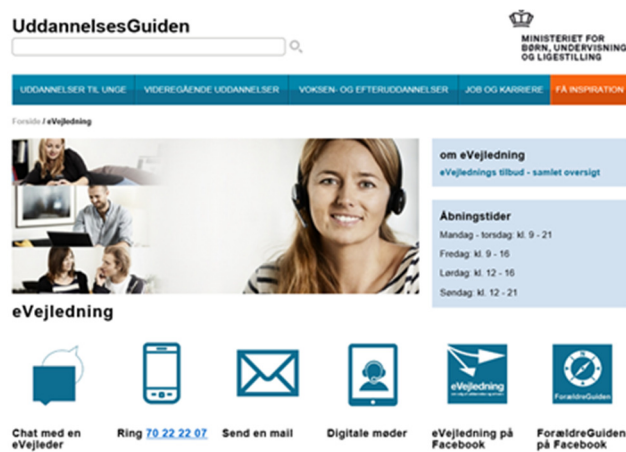 UddannelsesGuiden
MINISTERIET FOR
BØRN, UNDERVISNING
OG LIGESTILLING
UDDANNELSER TIL UNGE VIDEREGÅENDE UDDANNELSER VOKSEN- OG EFTERUDDANNELSER JOB OG KARRIERE FÅ INSPIRATION
Forside / eVejledning
om eVejledning
eVejlednings tilbud - samlet oversigt
Åbningstider
Mandag - torsdag: kl. 9 - 21
Fredag: kl. 9 - 16
Lørdag: kl. 12 - 16
Søndag: kl. 12 - 21
eVejledning
eVejledning
ForældreGuiden
Chat med en
eVejleder
Ring 70 22 22 07
Send en mail
Digitale møder
eVejledning på
Facebook
ForældreGuiden
på Facebook